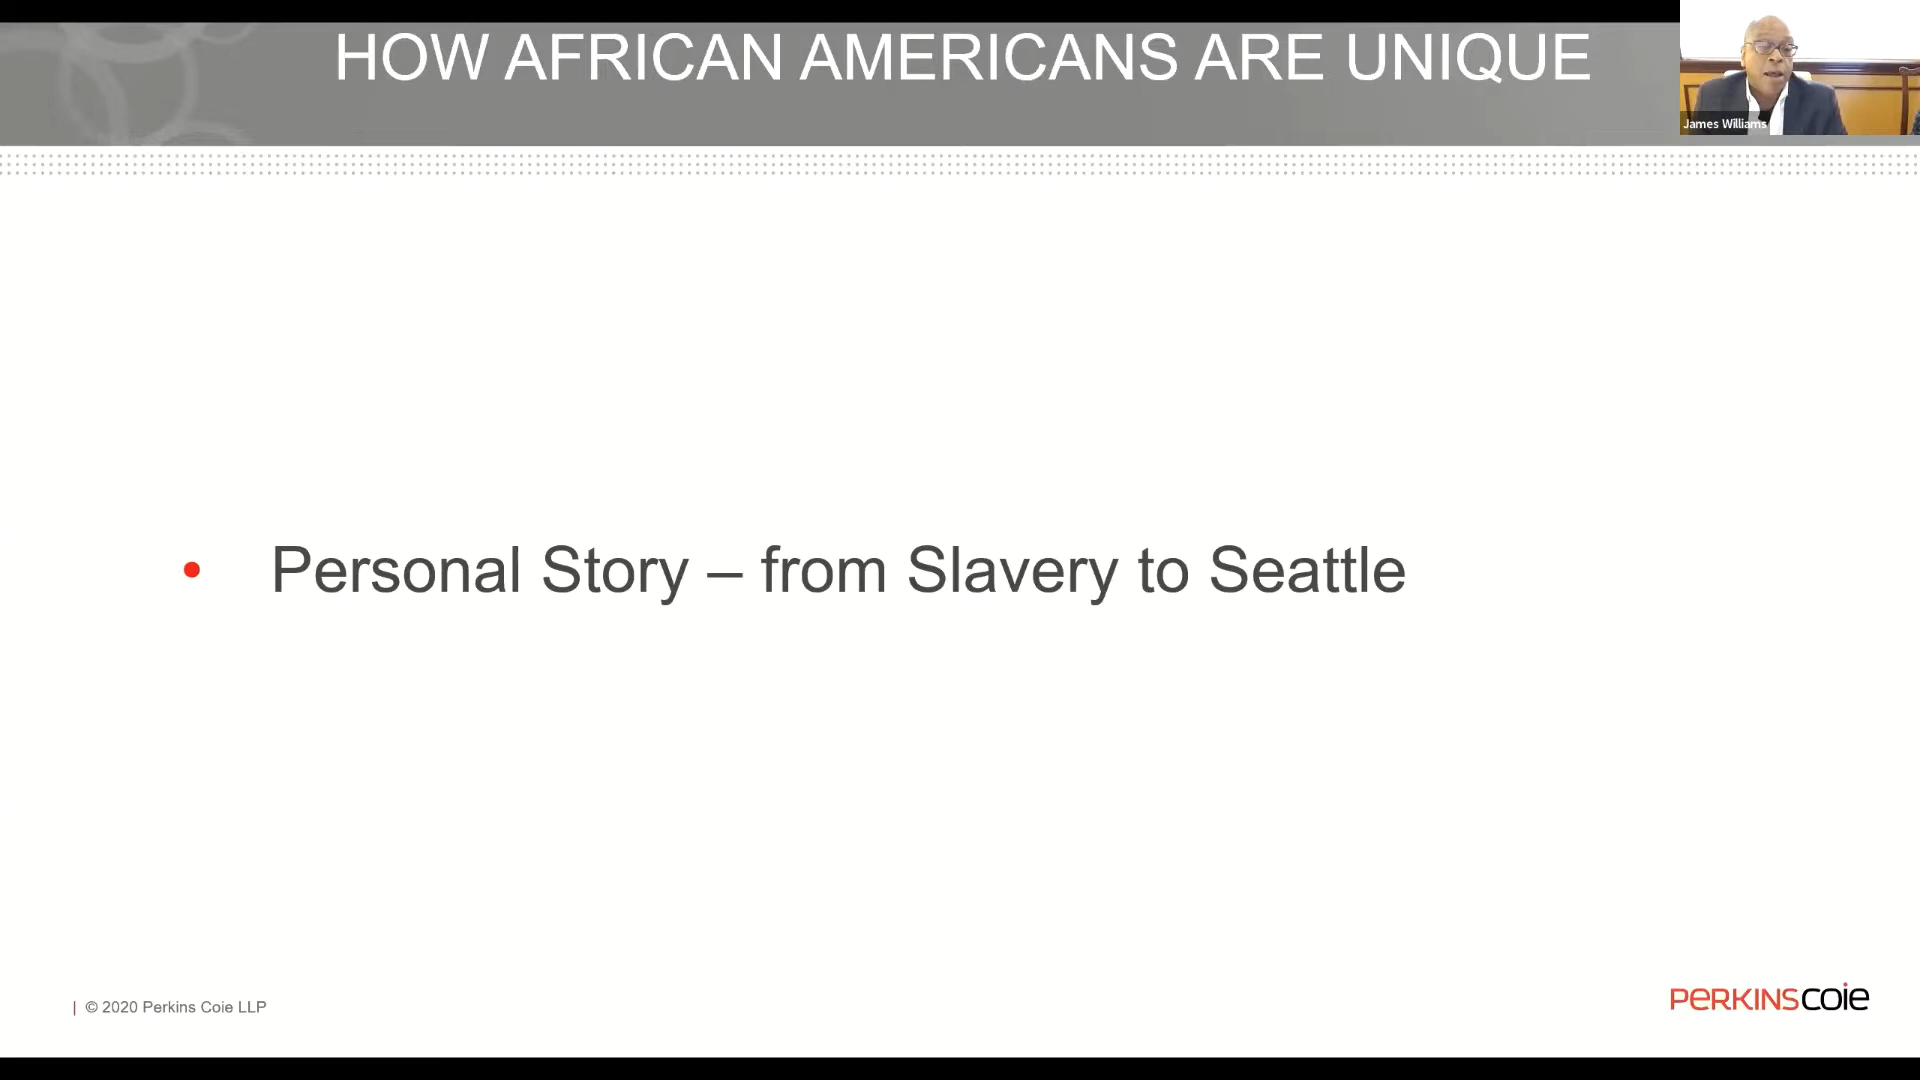 HOW AFRICAN AMERICANS ARE UNIQUE
James Williams
• Personal Story – from Slavery to Seattle
| © 2020 Perkins Coie LLP
PERKINSCOIE